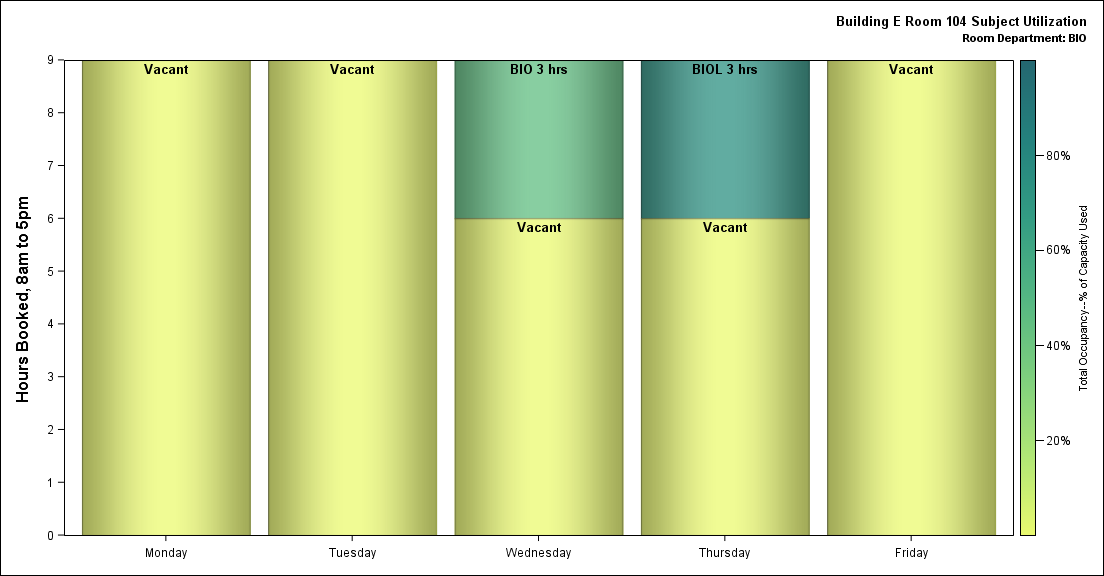 Building E Room 104 Subject Utilization
Room Department: BIO
Hours Booked, 8am to 5pm
9
8
7
6
5
4
3
2
1
0
Vacant
Vacant
BIO 3 hrs
BIOL 3 hrs
Vacant
Vacant
Vacant
Monday
Tuesday
Wednesday
Thursday
Friday
80%
60%
40%
20%
Total Occupancy--% of Capacity Used